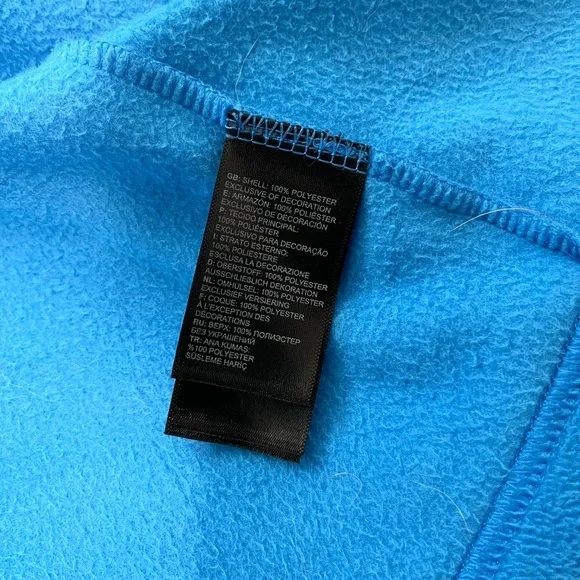 GB: SHELL: 100% POLYESTER
EXCLUSIVE OF DECORATION
E: ARMAZÓN: 100% POLIÉSTER
EXCLUSIVO DE DECORACIÓN
P: TECIDO PRINCIPAL:
100% POLIÉSTER
EXCLUSIVO PARA DECORAÇÃO
I: STRATO ESTERNO:
100% POLIESTERE
ESCLUSA LA DECORAZIONE
D: OBERSTOFF: 100% POLYESTER
AUSSCHLIEßLICH DEKORATION
NL: OMHULSEL: 100% POLYESTER
EXCLUSIEF VERSIERING
F: COQUE: 100% POLYESTER
À L'EXCEPTION DES
DÉCORATIONS
RU: ВЕРХ: 100% ПОЛИЭСТЕР
БЕЗ УКРАШЕНИЙ
TR: ANA KUMAS:
%100 POLYESTER
SÜSLEME HARİÇ